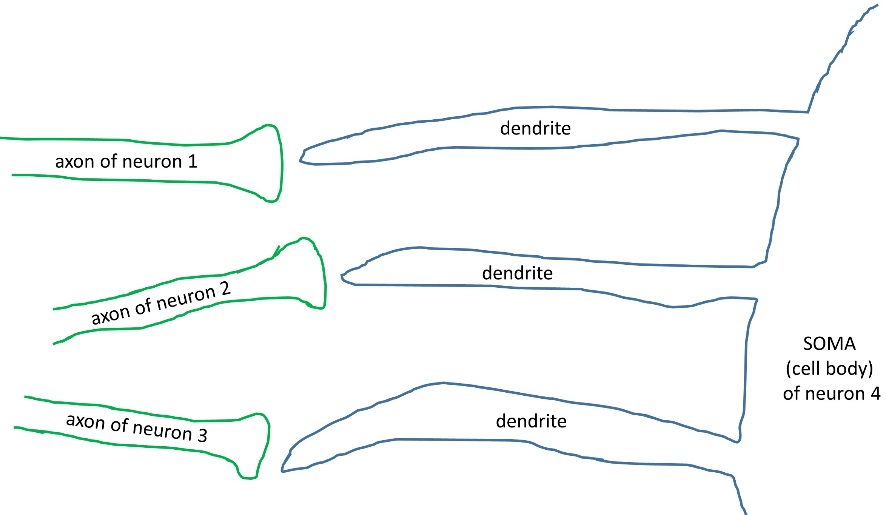 dendrite
axon of neuron 1
dendrite
axon of neuron 2
SOMA
(cell body)
of neuron 4
dendrite
axon of neuron 3